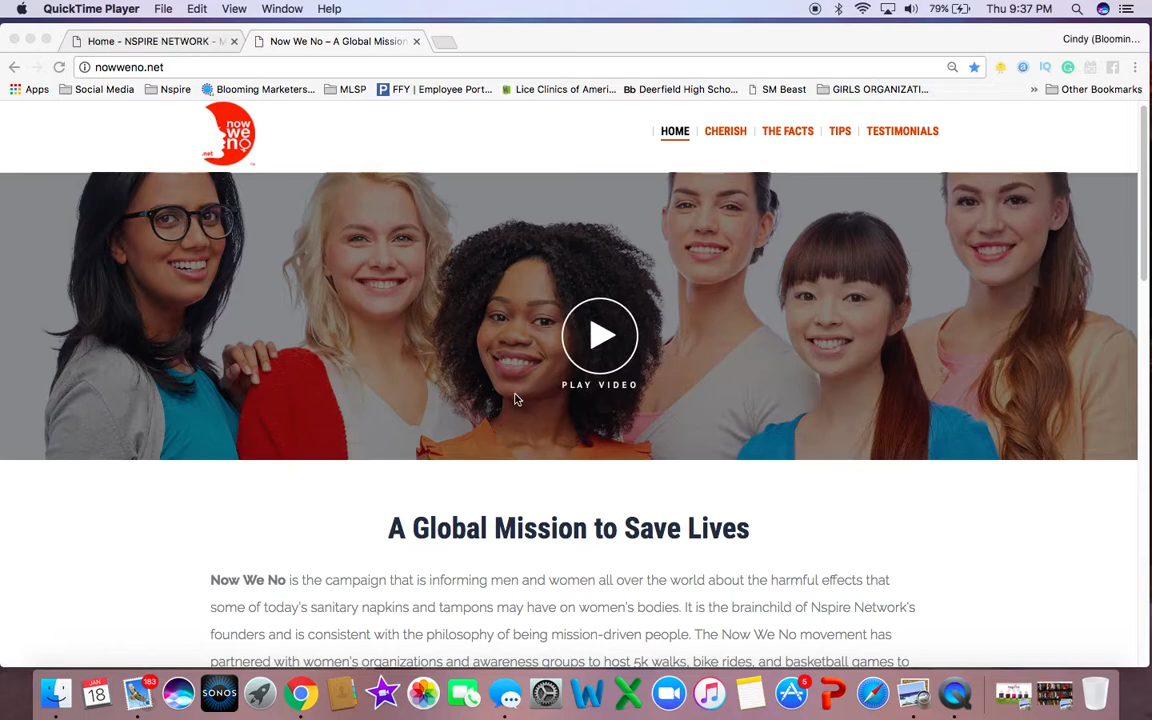 QuickTime Player File Edit View Window Help 79% Thu 9:37 PM
Home - NSPIRE NETWORK - M Now We No – A Global Mission Cindy (Bloomin...
nowweno.net
Apps Social Media Nspire Blooming Marketers... MLSP FFY | Employee Port... Lice Clinics of Ameri... Bb Deerfield High Scho... SM Beast GIRLS ORGANIZATI... » Other Bookmarks
now
we
no
.net
HOME CHERISH THE FACTS TIPS TESTIMONIALS
PLAY VIDEO
A Global Mission to Save Lives
Now We No is the campaign that is informing men and women all over the world about the harmful effects that
some of today's sanitary napkins and tampons may have on women's bodies. It is the brainchild of Nspire Network's
founders and is consistent with the philosophy of being mission-driven people. The Now We No movement has
partnered with women's organizations and awareness groups to host 5k walks, bike rides, and basketball games to
JAN
18
183
SONOS
5